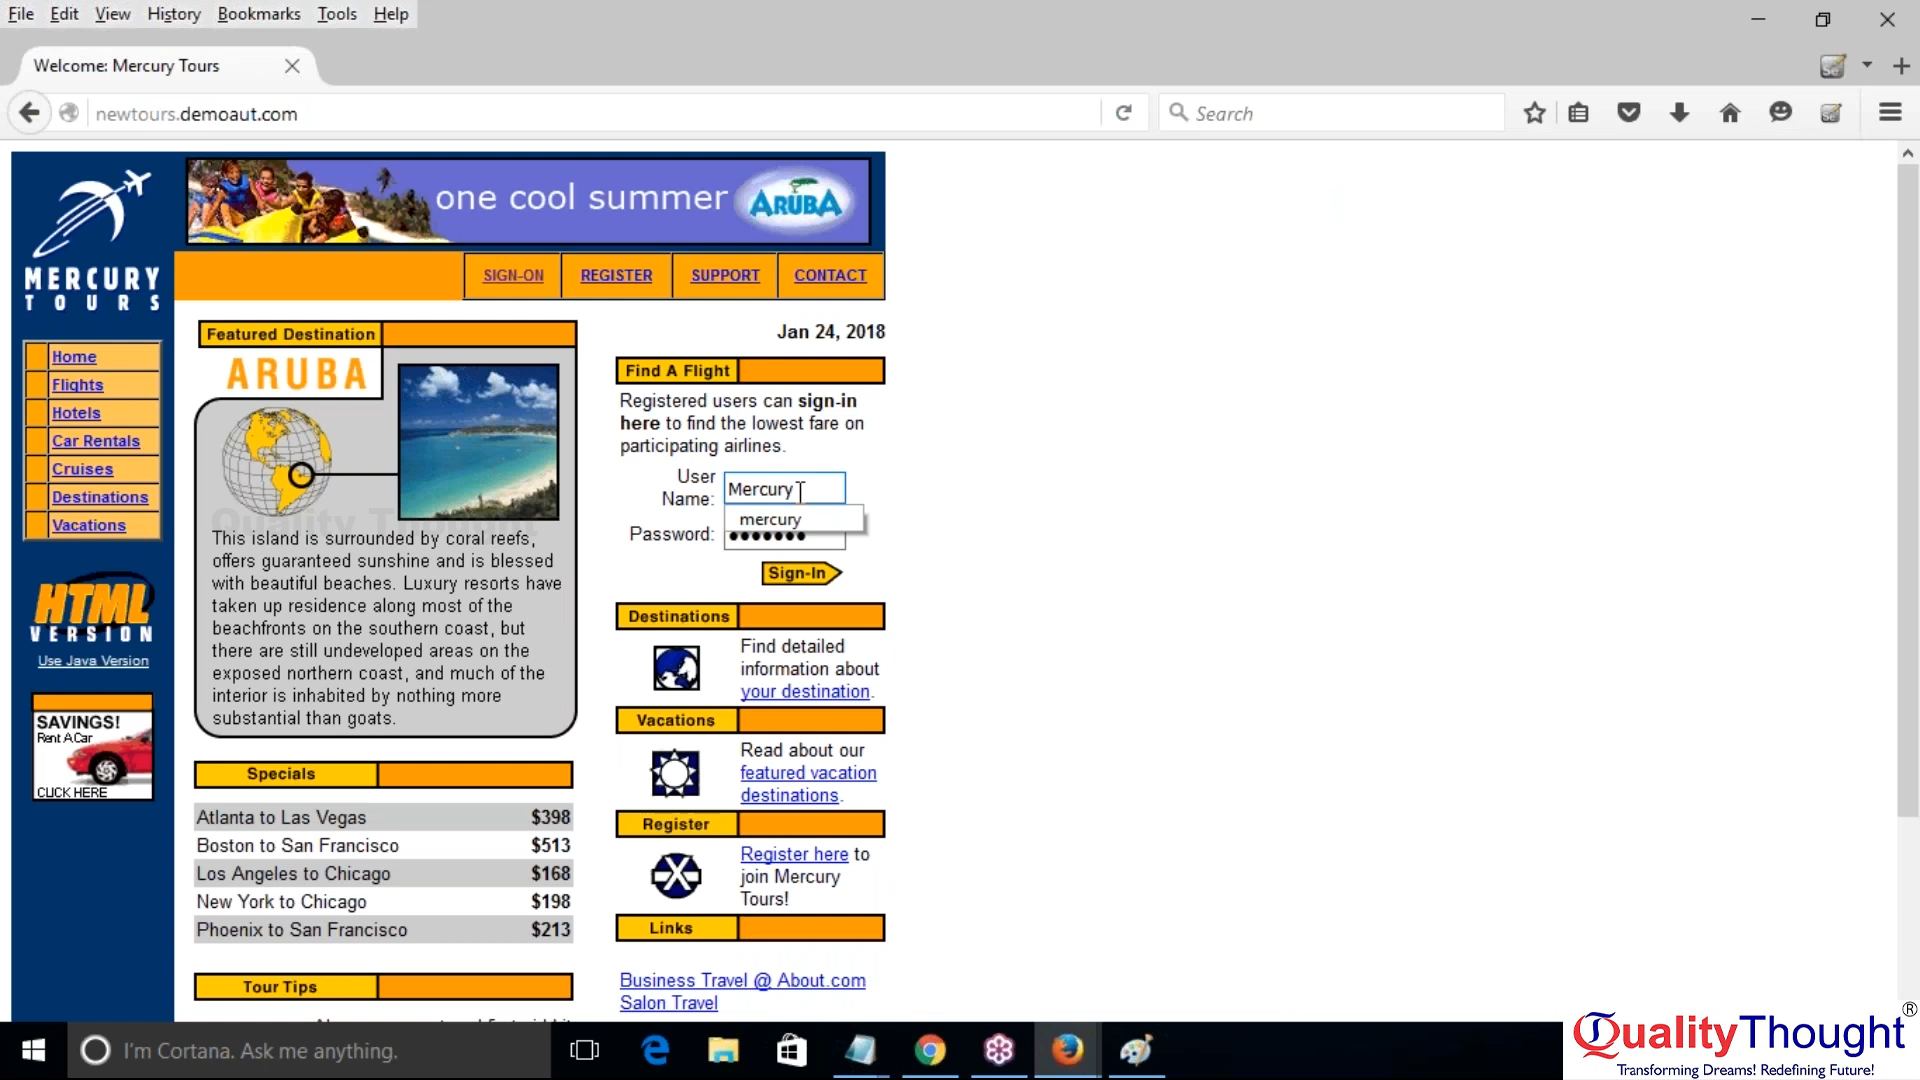 File Edit View History Bookmarks Tools Help
Welcome: Mercury Tours
newtours.demoaut.com
Search
one cool summer
ARUBA
MERCURY
TOURS
SIGN-ON
REGISTER
SUPPORT
CONTACT
Home
Flights
Hotels
Car Rentals
Cruises
Destinations
Vacations
HTML
VERSION
Use Java Version
SAVINGS!
Rent A Car
CLICK HERE
Featured Destination
ARUBA
Quality Thought
This island is surrounded by coral reefs,
offers guaranteed sunshine and is blessed
with beautiful beaches. Luxury resorts have
taken up residence along most of the
beachfronts on the southern coast, but
there are still undeveloped areas on the
exposed northern coast, and much of the
interior is inhabited by nothing more
substantial than goats.
Specials
Atlanta to Las Vegas $398
Boston to San Francisco $513
Los Angeles to Chicago $168
New York to Chicago $198
Phoenix to San Francisco $213
Tour Tips
Jan 24, 2018
Find A Flight
Registered users can sign-in
here to find the lowest fare on
participating airlines.
User
Name: Mercury
mercury
Password:
Sign-In
Destinations
Find detailed
information about
your destination.
Vacations
Read about our
featured vacation
destinations.
Register
Register here to
join Mercury
Tours!
Links
Business Travel @ About.com
Salon Travel
I'm Cortana. Ask me anything.
QualityThought®
Transforming Dreams! Redefining Future!